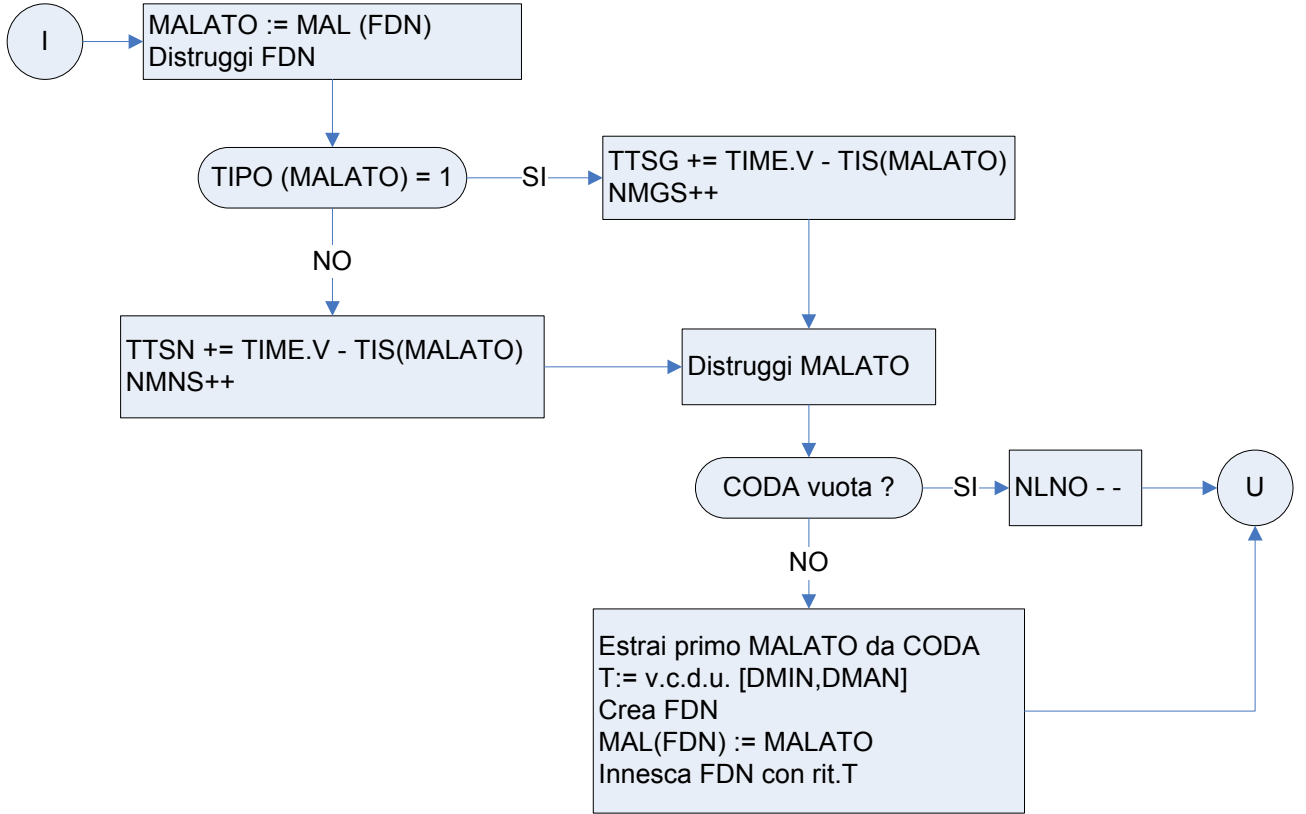 I
MALATO := MAL (FDN)
Distruggi FDN
TIPO (MALATO) = 1
SI
TTSG += TIME.V - TIS(MALATO)
NMGS++
NO
TTSN += TIME.V - TIS(MALATO)
NMNS++
Distruggi MALATO
CODA vuota ?
SI
NLNO - -
U
NO
Estrai primo MALATO da CODA
T:= v.c.d.u. [DMIN,DMAN]
Crea FDN
MAL(FDN) := MALATO
Innesca FDN con rit.T